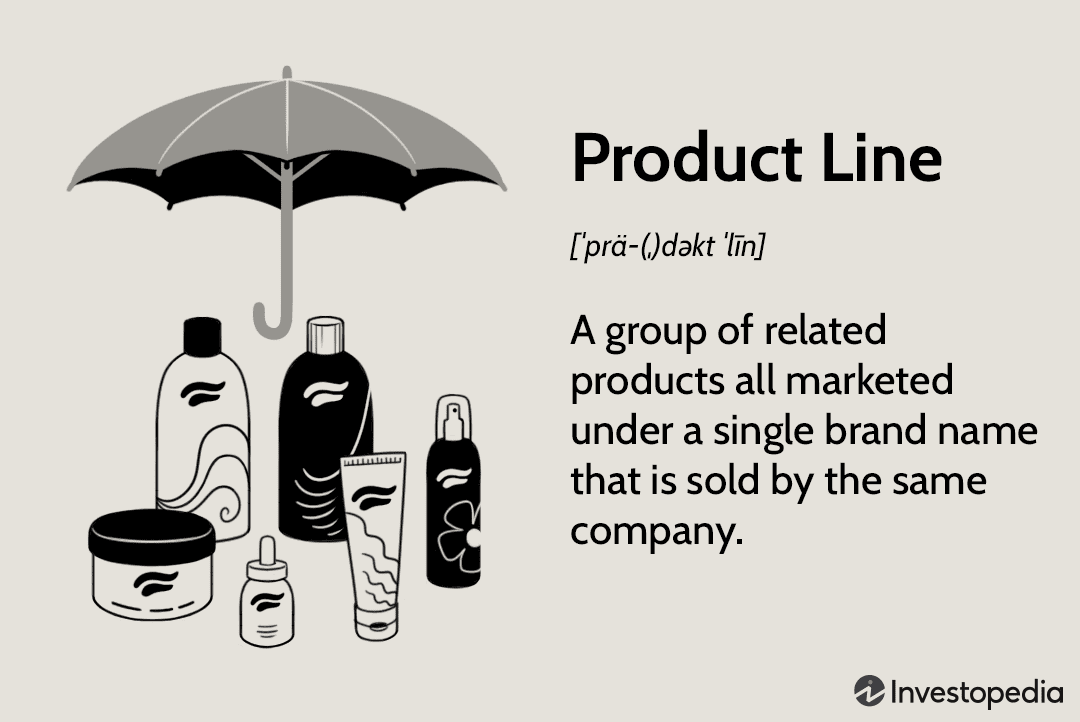 Product Line
[ˈprä-(ˌ)dəkt ˈlīn]
A group of related
products all marketed
under a single brand name
that is sold by the same
company.
Investopedia